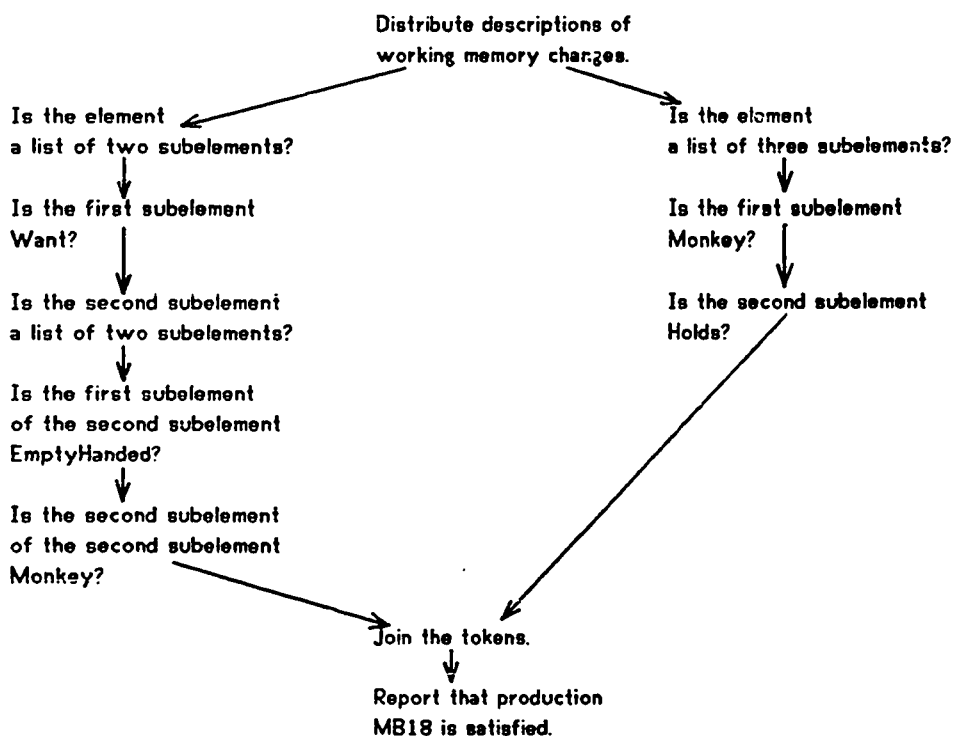 Distribute descriptions of
working memory changes.
Is the element
a list of two subelements?
Is the first subelement
Want?
Is the second subelement
a list of two subelements?
Is the first subelement
of the second subelement
EmptyHanded?
Is the second subelement
of the second subelement
Monkey?
Is the element
a list of three subelements?
Is the first subelement
Monkey?
Is the second subelement
Holds?
Join the tokens.
Report that production
MB18 is satisfied.